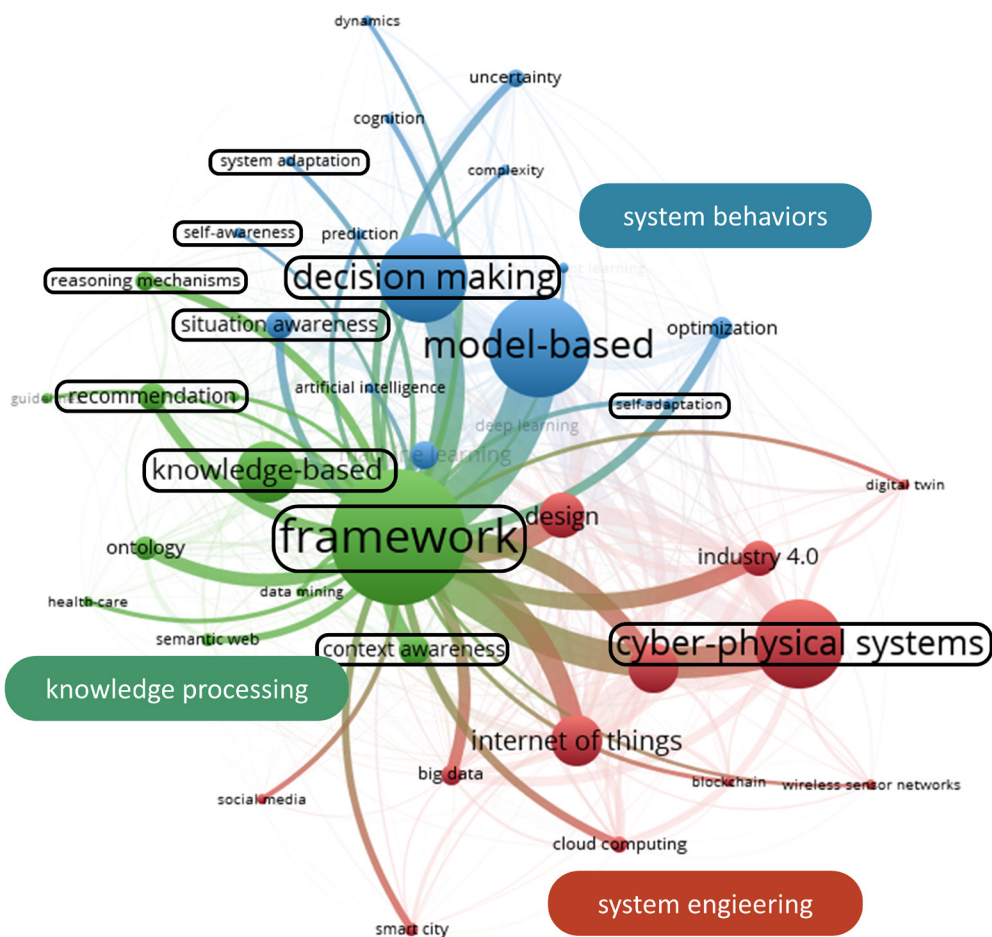 dynamics
uncertainty
cognition
system adaptation
complexity
system behaviors
self-awareness
prediction
decision making
reasoning mechanisms
situation awareness
model-based
optimization
artificial intelligence
recommendation
self-adaptation
deep learning
machine learning
knowledge-based
digital twin
design
framework
ontology
industry 4.0
data mining
health-care
semantic web
context awareness
cyber-physical systems
knowledge processing
internet of things
big data
blockchain
wireless sensor networks
social media
cloud computing
system engieering
smart city